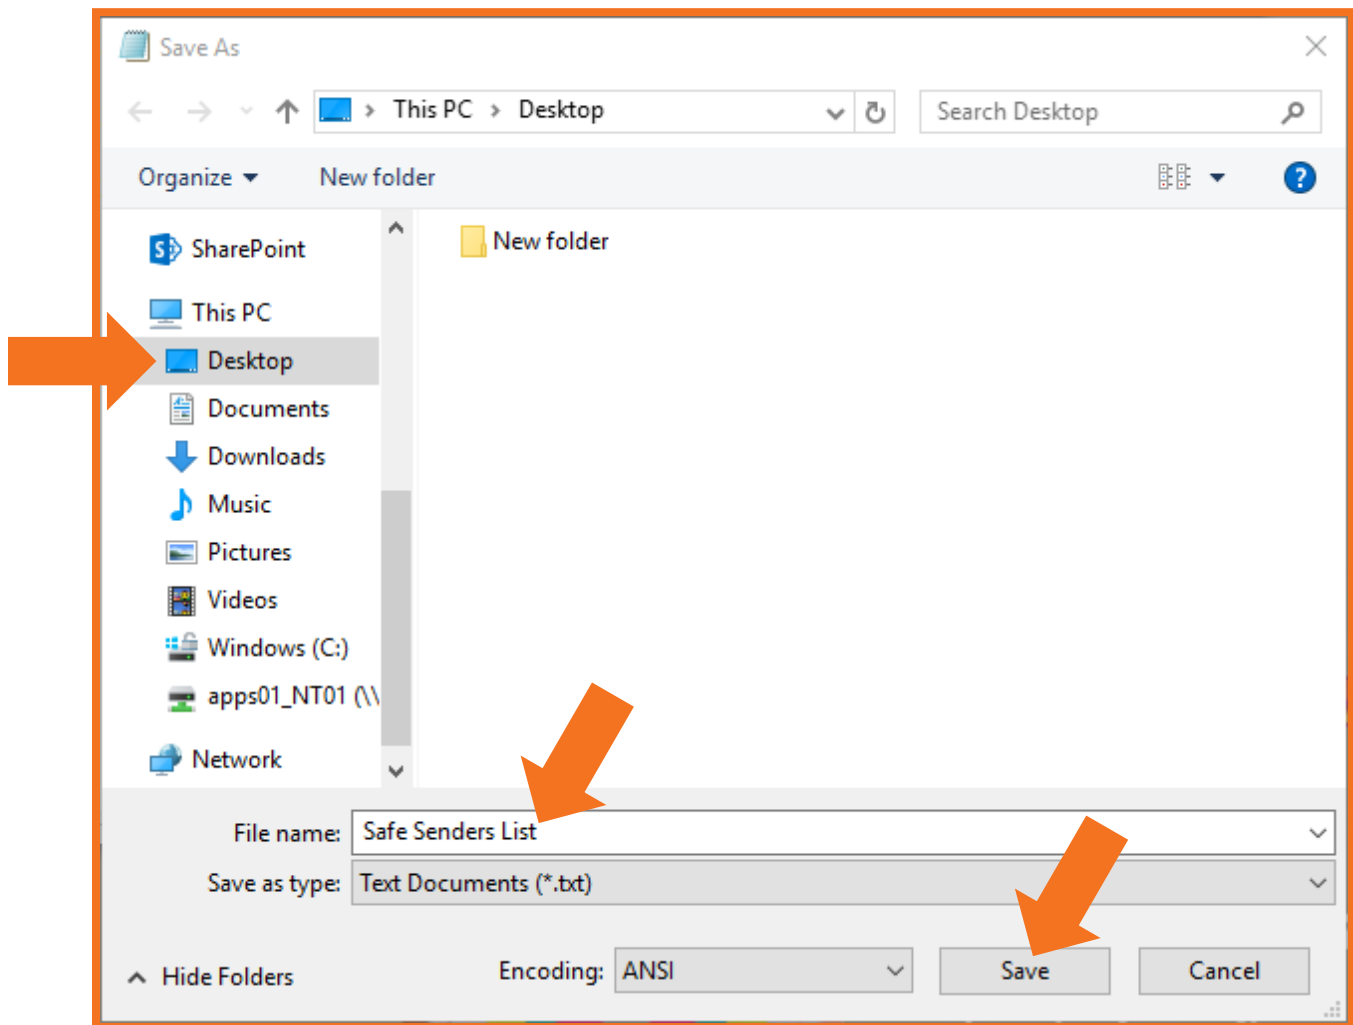 Save As
This PC > Desktop
Search Desktop
Organize
New folder
?
SharePoint
New folder
This PC
Desktop
Documents
Downloads
Music
Pictures
Videos
Windows (C:)
apps01_NT01 (\\
Network
File name: Safe Senders List
Save as type: Text Documents (*.txt)
Hide Folders
Encoding: ANSI
Save
Cancel